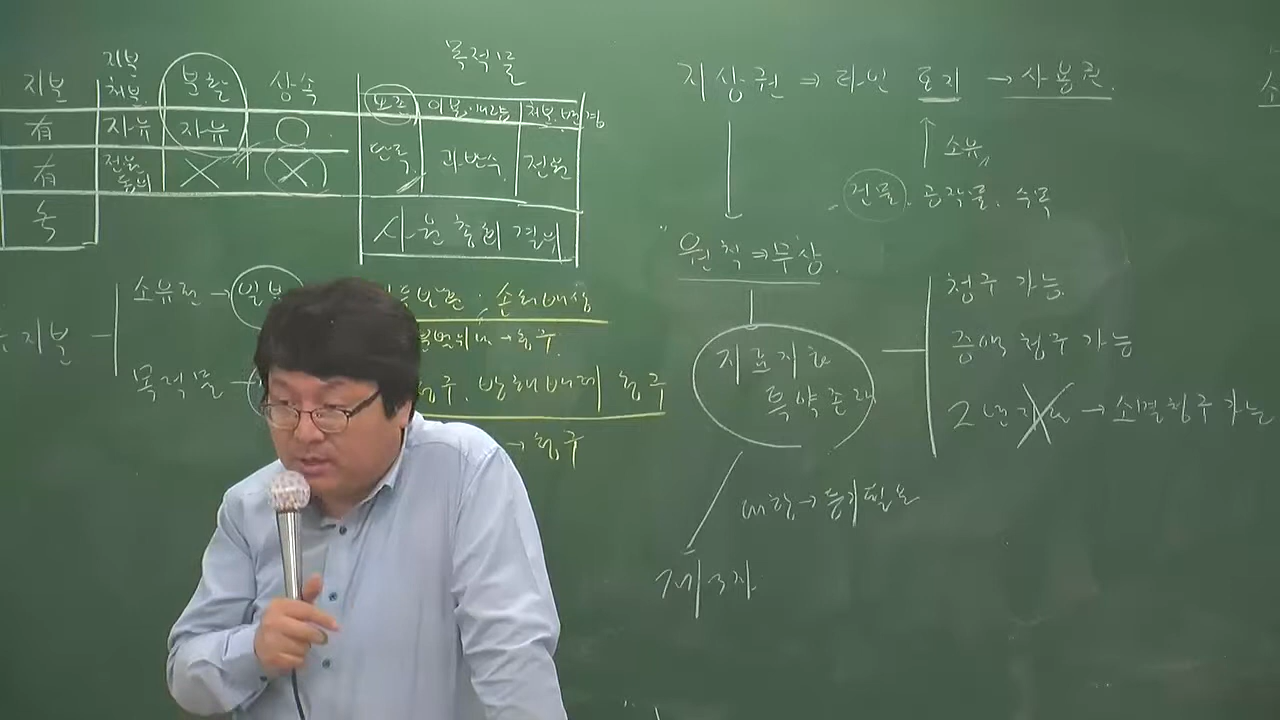 목적물
지분 지분처분 분할 상속
보존 이용·개량 처분·변경
有 자유 자유 ○
단독 과반수 전원
有 전원동의 X X
녹
사원총회 결의
소유권 → 일부
손해배상
→ 청구
지분
목적물
청구. 방해배제 청구
→ 청구
지상권 ⇒ 타인 토지 → 사용권.
소유
건물. 공작물. 수목
원칙 ⇒ 무상
지료지급
특약존재
청구 가능
증액청구 가능
2년 → 소멸청구 가능
대항 → 등기필요
제3자